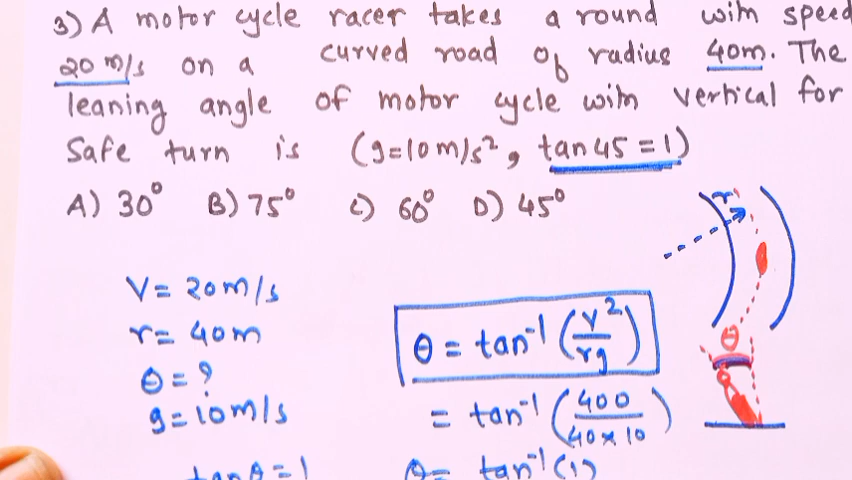 3) A motor cycle racer takes a round with speed
20 m/s on a curved road of radius 40m. The
leaning angle of motor cycle with vertical for
Safe turn is (g=10m/s², tan45=1)
A) 30° B) 75° C) 60° D) 45°
r
V= 20m/s
r= 40m
θ = ?
g=10m/s
θ = tan⁻¹ (v²/rg)
= tan⁻¹ (400/40×10)
θ
tanθ=1 θ= tan⁻¹(1)